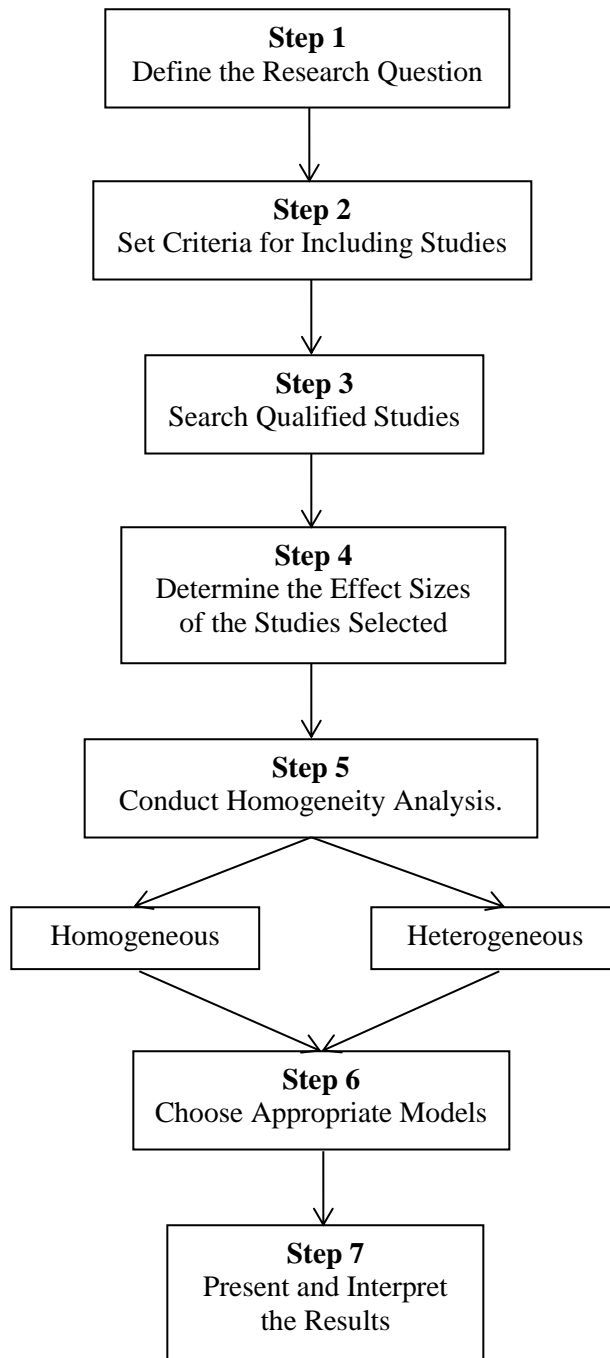 Step 1
Define the Research Question
Step 2
Set Criteria for Including Studies
Step 3
Search Qualified Studies
Step 4
Determine the Effect Sizes
of the Studies Selected
Step 5
Conduct Homogeneity Analysis.
Homogeneous
Heterogeneous
Step 6
Choose Appropriate Models
Step 7
Present and Interpret
the Results